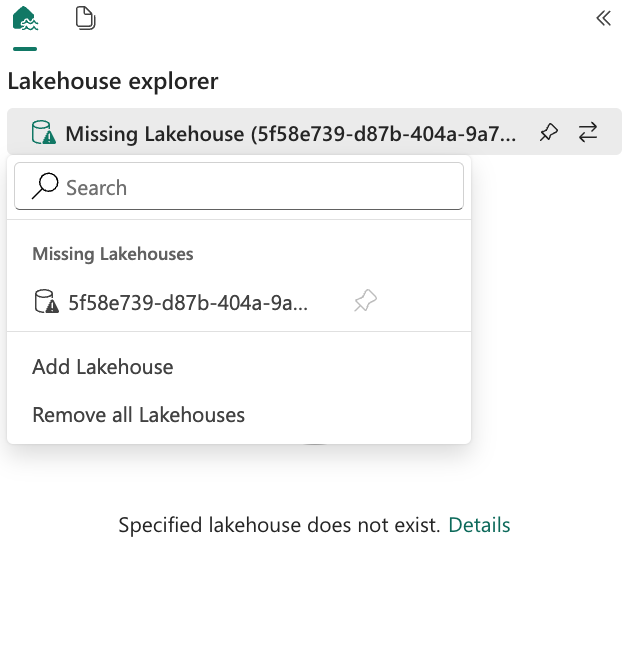 Lakehouse explorer
Missing Lakehouse (5f58e739-d87b-404a-9a7...
Search
Missing Lakehouses
5f58e739-d87b-404a-9a...
Add Lakehouse
Remove all Lakehouses
Specified lakehouse does not exist. Details